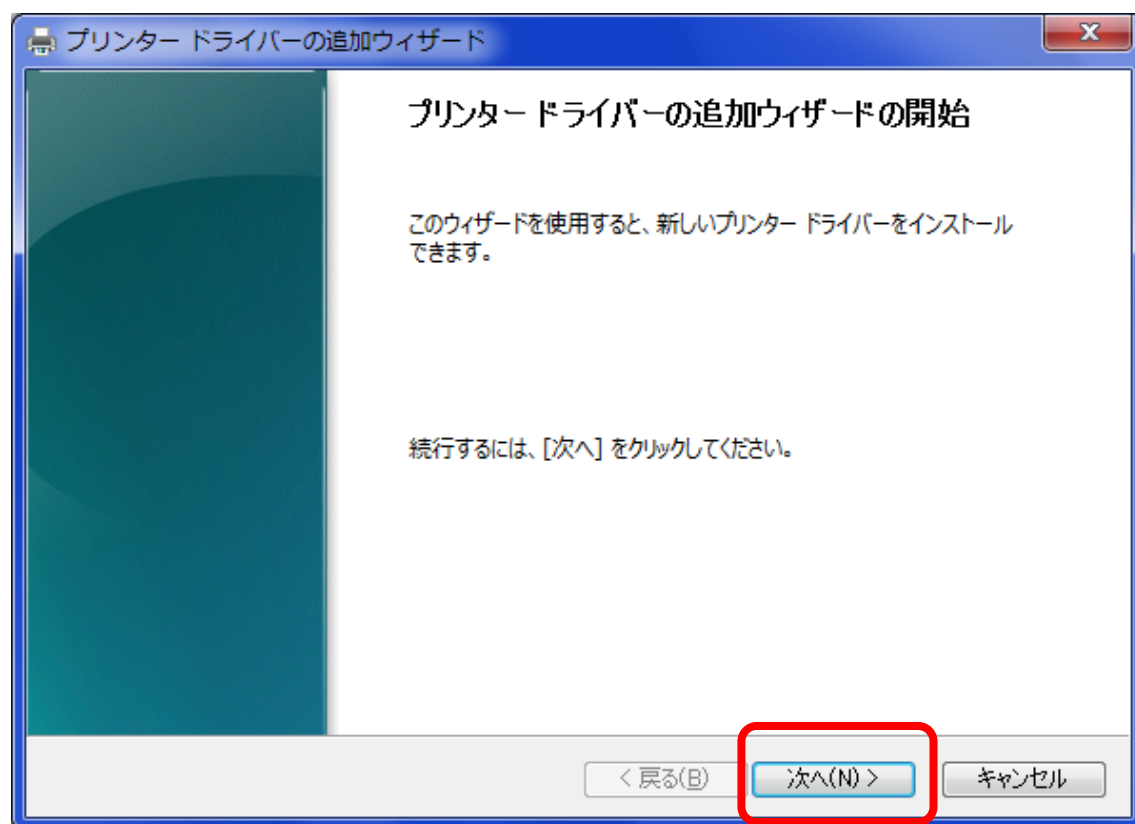 プリンター ドライバーの追加ウィザード
x
プリンター ドライバーの追加ウィザードの開始
このウィザードを使用すると、新しいプリンター ドライバーをインストール
できます。
続行するには、[次へ] をクリックしてください。
< 戻る(B)
次へ(N) >
キャンセル